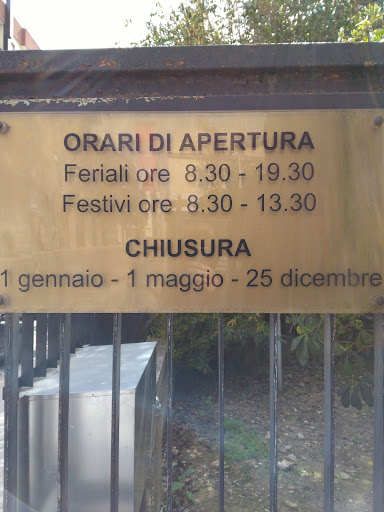 ORARI DI APERTURA
Feriali ore 8.30 - 19.30
Festivi ore 8.30 - 13.30
CHIUSURA
1 gennaio - 1 maggio - 25 dicembre